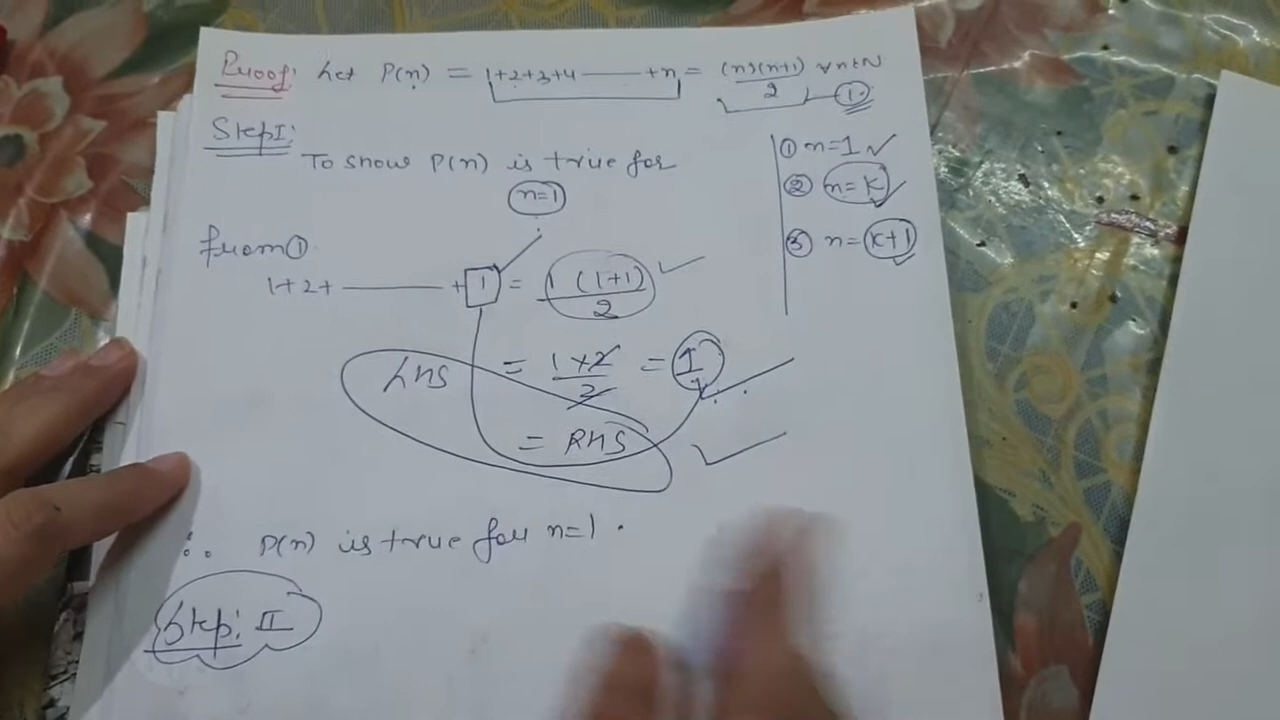 Proof: Let P(n) = 1+2+3+4 —— +n = (n)(n+1)/2 ∀ n∈N —①
Step I:
To show P(n) is true for
n=1
① n=1 ✓
② n=K ✓
③ n=K+1 ✓
from ①
1+2+ ——— +1 = 1(1+1)/2 ✓
LHS = 1×2/2 = 1
= RHS ✓
∴ P(n) is true for n=1.
Step: II